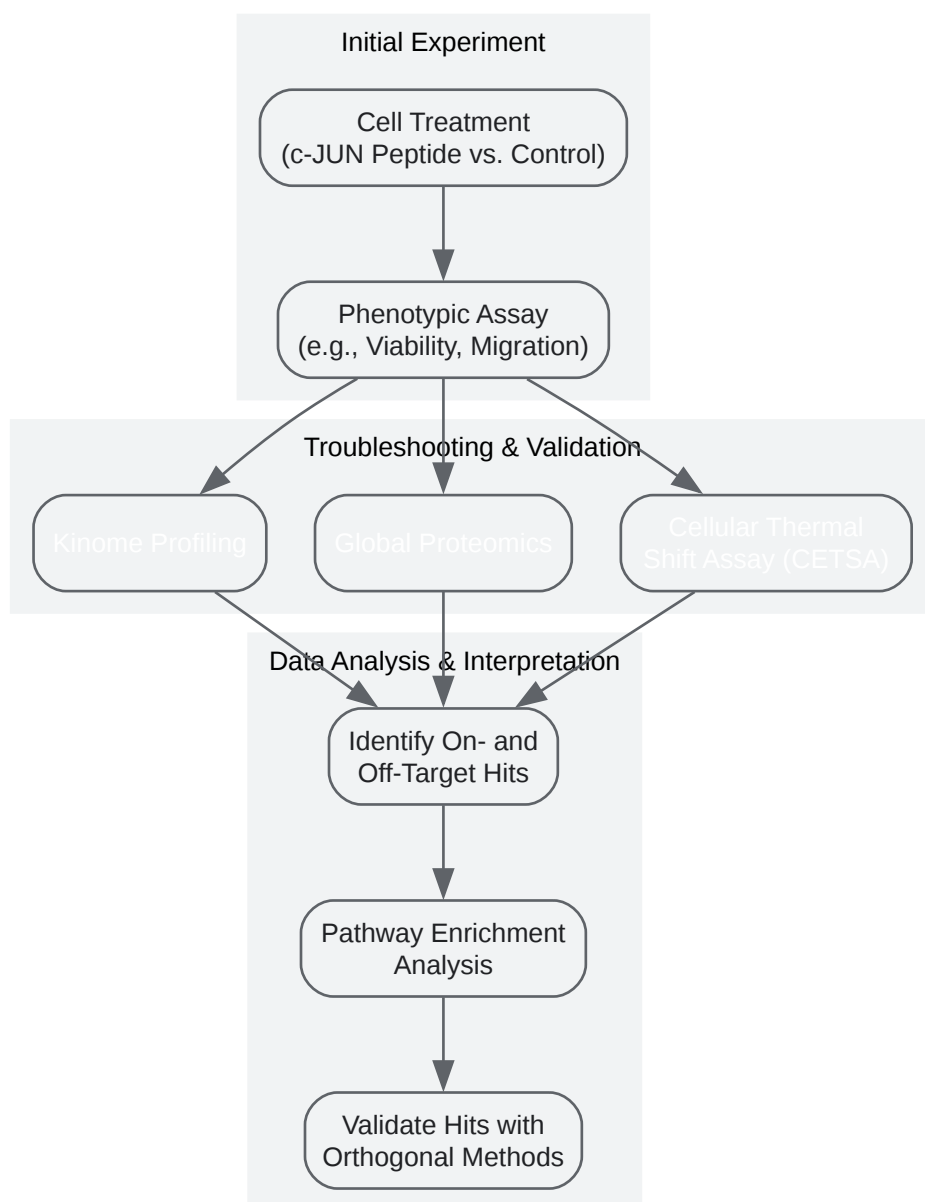 Initial Experiment
Cell Treatment
(c-JUN Peptide vs. Control)
Phenotypic Assay
(e.g., Viability, Migration)
Troubleshooting & Validation
Kinome Profiling
Global Proteomics
Cellular Thermal
Shift Assay (CETSA)
Data Analysis & Interpretation
Identify On- and
Off-Target Hits
Pathway Enrichment
Analysis
Validate Hits with
Orthogonal Methods